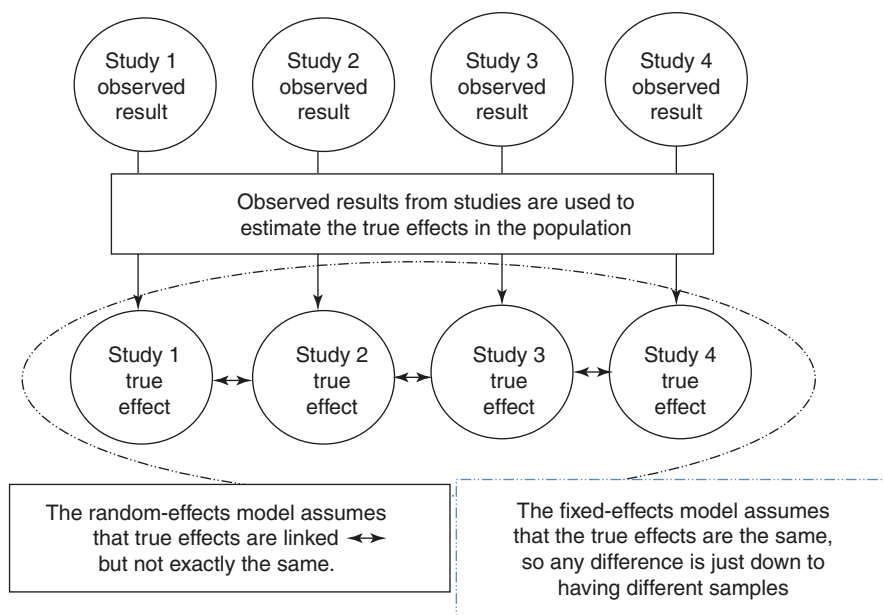 Study 1
observed
result
Study 2
observed
result
Study 3
observed
result
Study 4
observed
result
Observed results from studies are used to
estimate the true effects in the population
Study 1
true
effect
Study 2
true
effect
Study 3
true
effect
Study 4
true
effect
The random-effects model assumes
that true effects are linked
but not exactly the same.
The fixed-effects model assumes
that the true effects are the same,
so any difference is just down to
having different samples